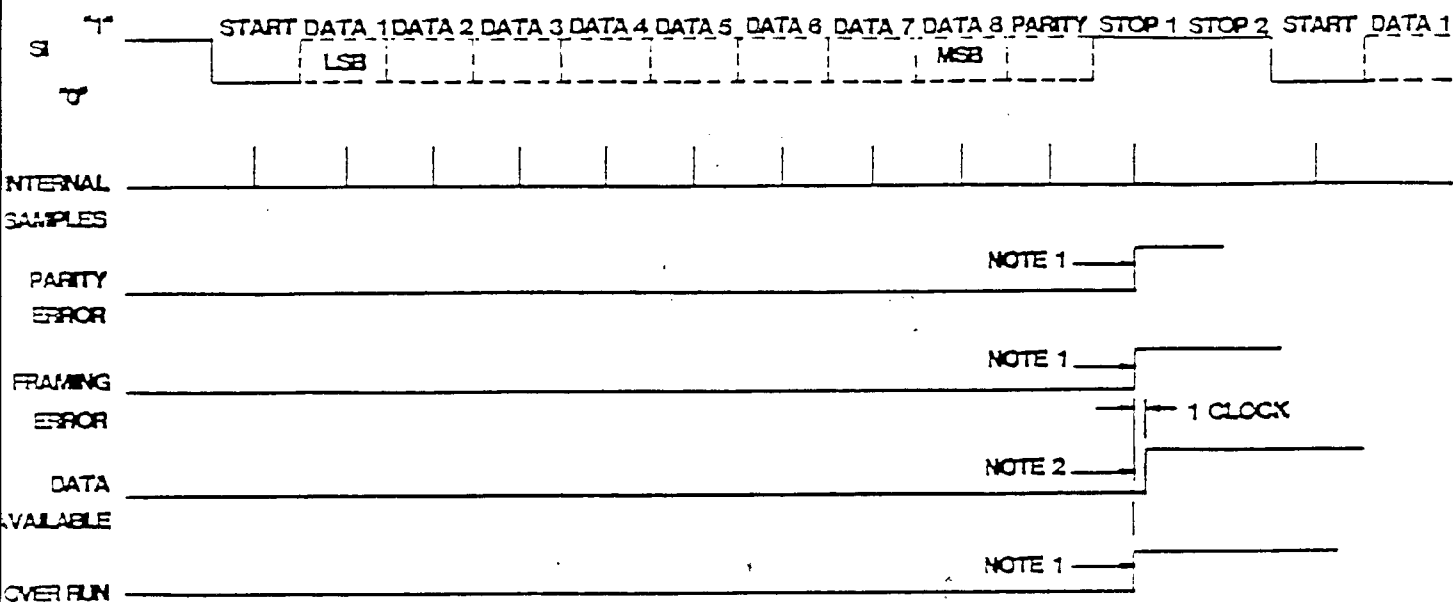 "1" START DATA 1 DATA 2 DATA 3 DATA 4 DATA 5 DATA 6 DATA 7 DATA 8 PARITY STOP 1 STOP 2 START DATA 1
SI
LSB MSB
"0"
INTERNAL
SAMPLES
NOTE 1
PARITY
ERROR
NOTE 1
FRAMING
ERROR
1 CLOCK
NOTE 2
DATA
AVAILABLE
NOTE 1
OVER RUN